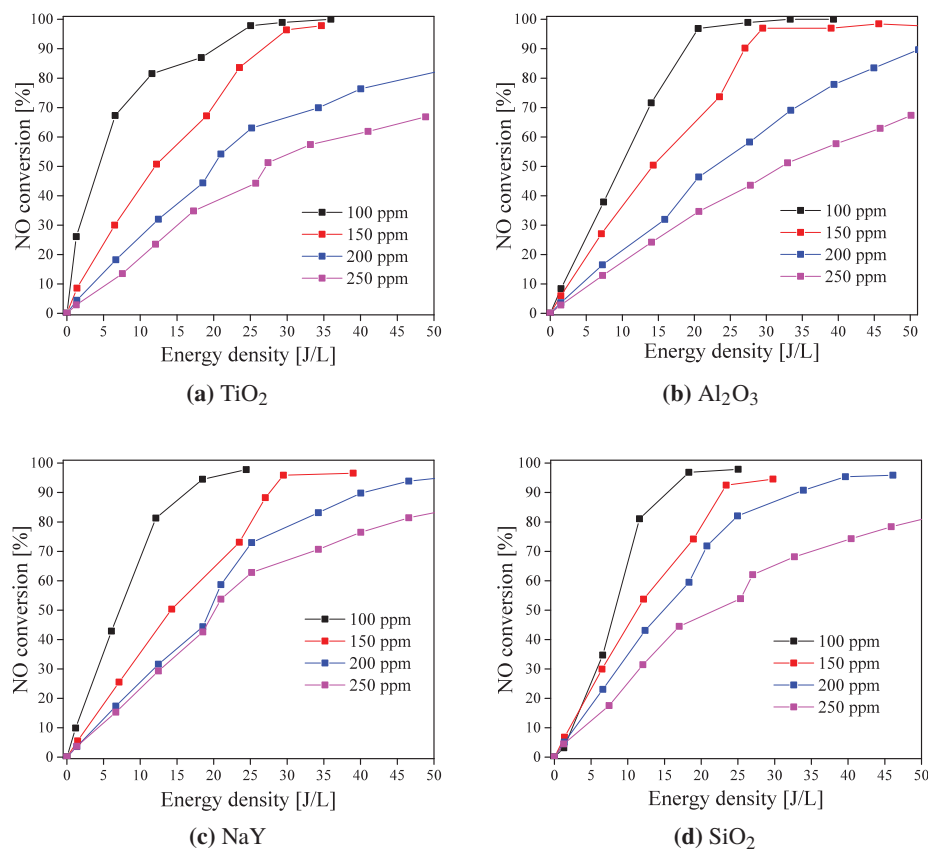 NO conversion [%]
100
90
80
70
60
50
40
30
20
10
0
100 ppm
150 ppm
200 ppm
250 ppm
0 5 10 15 20 25 30 35 40 45 50
Energy density [J/L]
(a) TiO₂
NO conversion [%]
100
90
80
70
60
50
40
30
20
10
0
100 ppm
150 ppm
200 ppm
250 ppm
0 5 10 15 20 25 30 35 40 45 50
Energy density [J/L]
(b) Al₂O₃
NO conversion [%]
100
90
80
70
60
50
40
30
20
10
0
100 ppm
150 ppm
200 ppm
250 ppm
0 5 10 15 20 25 30 35 40 45 50
Energy density [J/L]
(c) NaY
NO conversion [%]
100
90
80
70
60
50
40
30
20
10
0
100 ppm
150 ppm
200 ppm
250 ppm
0 5 10 15 20 25 30 35 40 45 50
Energy density [J/L]
(d) SiO₂